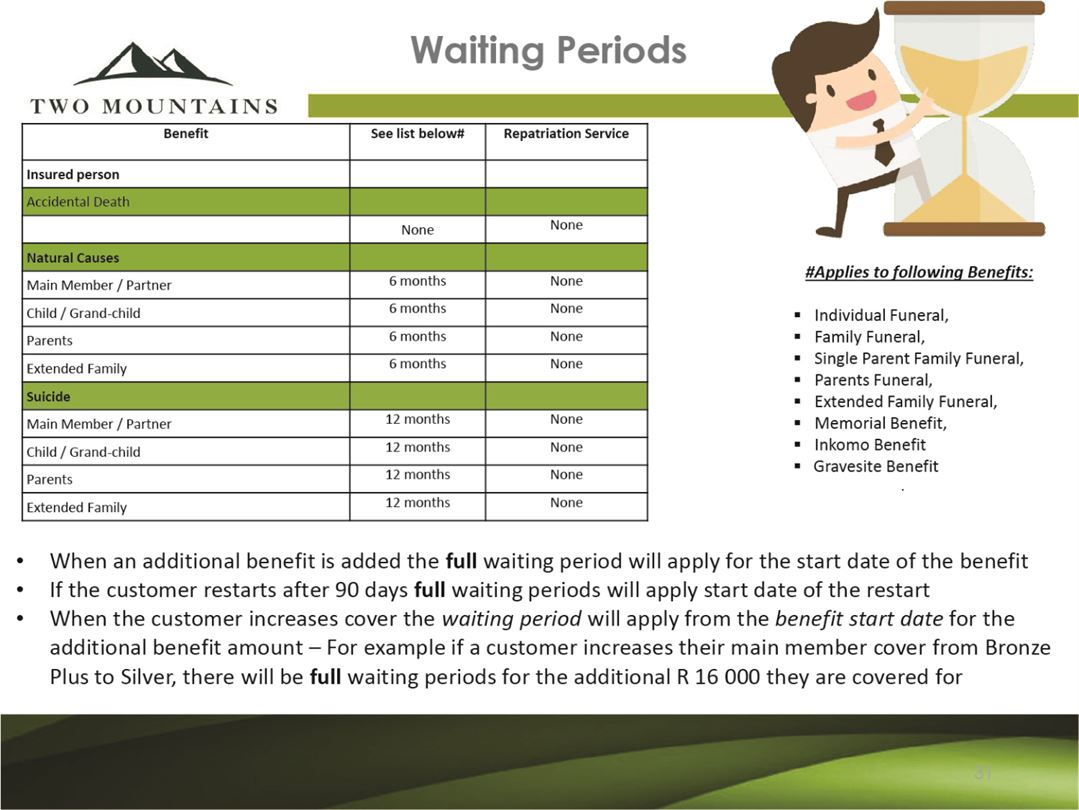 Waiting Periods
TWO MOUNTAINS
Benefit See list below# Repatriation Service
Insured person
Accidental Death
None None
Natural Causes
Main Member / Partner 6 months None
Child / Grand-child 6 months None
Parents 6 months None
Extended Family 6 months None
Suicide
Main Member / Partner 12 months None
Child / Grand-child 12 months None
Parents 12 months None
Extended Family 12 months None
#Applies to following Benefits:
▪ Individual Funeral,
▪ Family Funeral,
▪ Single Parent Family Funeral,
▪ Parents Funeral,
▪ Extended Family Funeral,
▪ Memorial Benefit,
▪ Inkomo Benefit
▪ Gravesite Benefit
.
• When an additional benefit is added the full waiting period will apply for the start date of the benefit
• If the customer restarts after 90 days full waiting periods will apply start date of the restart
• When the customer increases cover the waiting period will apply from the benefit start date for the
additional benefit amount – For example if a customer increases their main member cover from Bronze
Plus to Silver, there will be full waiting periods for the additional R 16 000 they are covered for
31